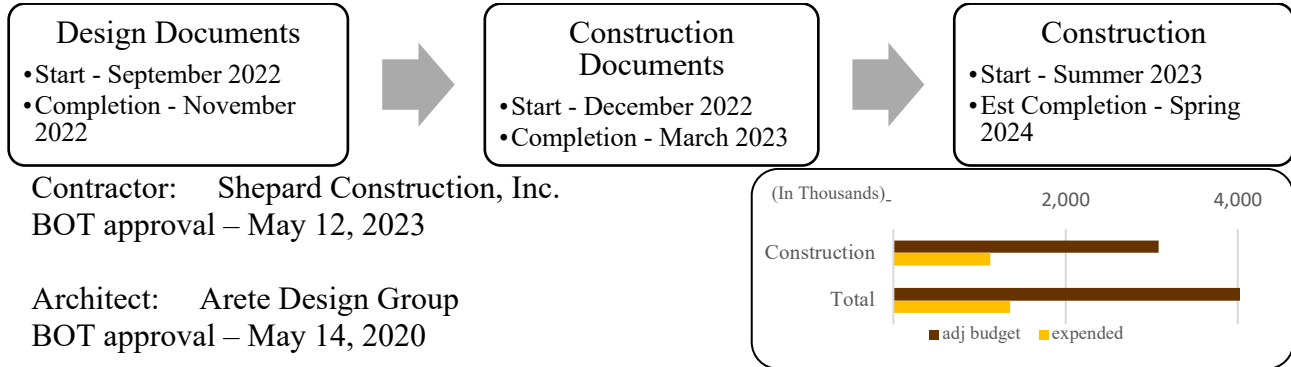 Design Documents
•Start - September 2022
•Completion - November
2022
Construction
Documents
•Start - December 2022
•Completion - March 2023
Construction
•Start - Summer 2023
•Est Completion - Spring
2024
Contractor: Shepard Construction, Inc.
BOT approval – May 12, 2023
Architect: Arete Design Group
BOT approval – May 14, 2020
(In Thousands) - 2,000 4,000
Construction
Total
adj budget expended